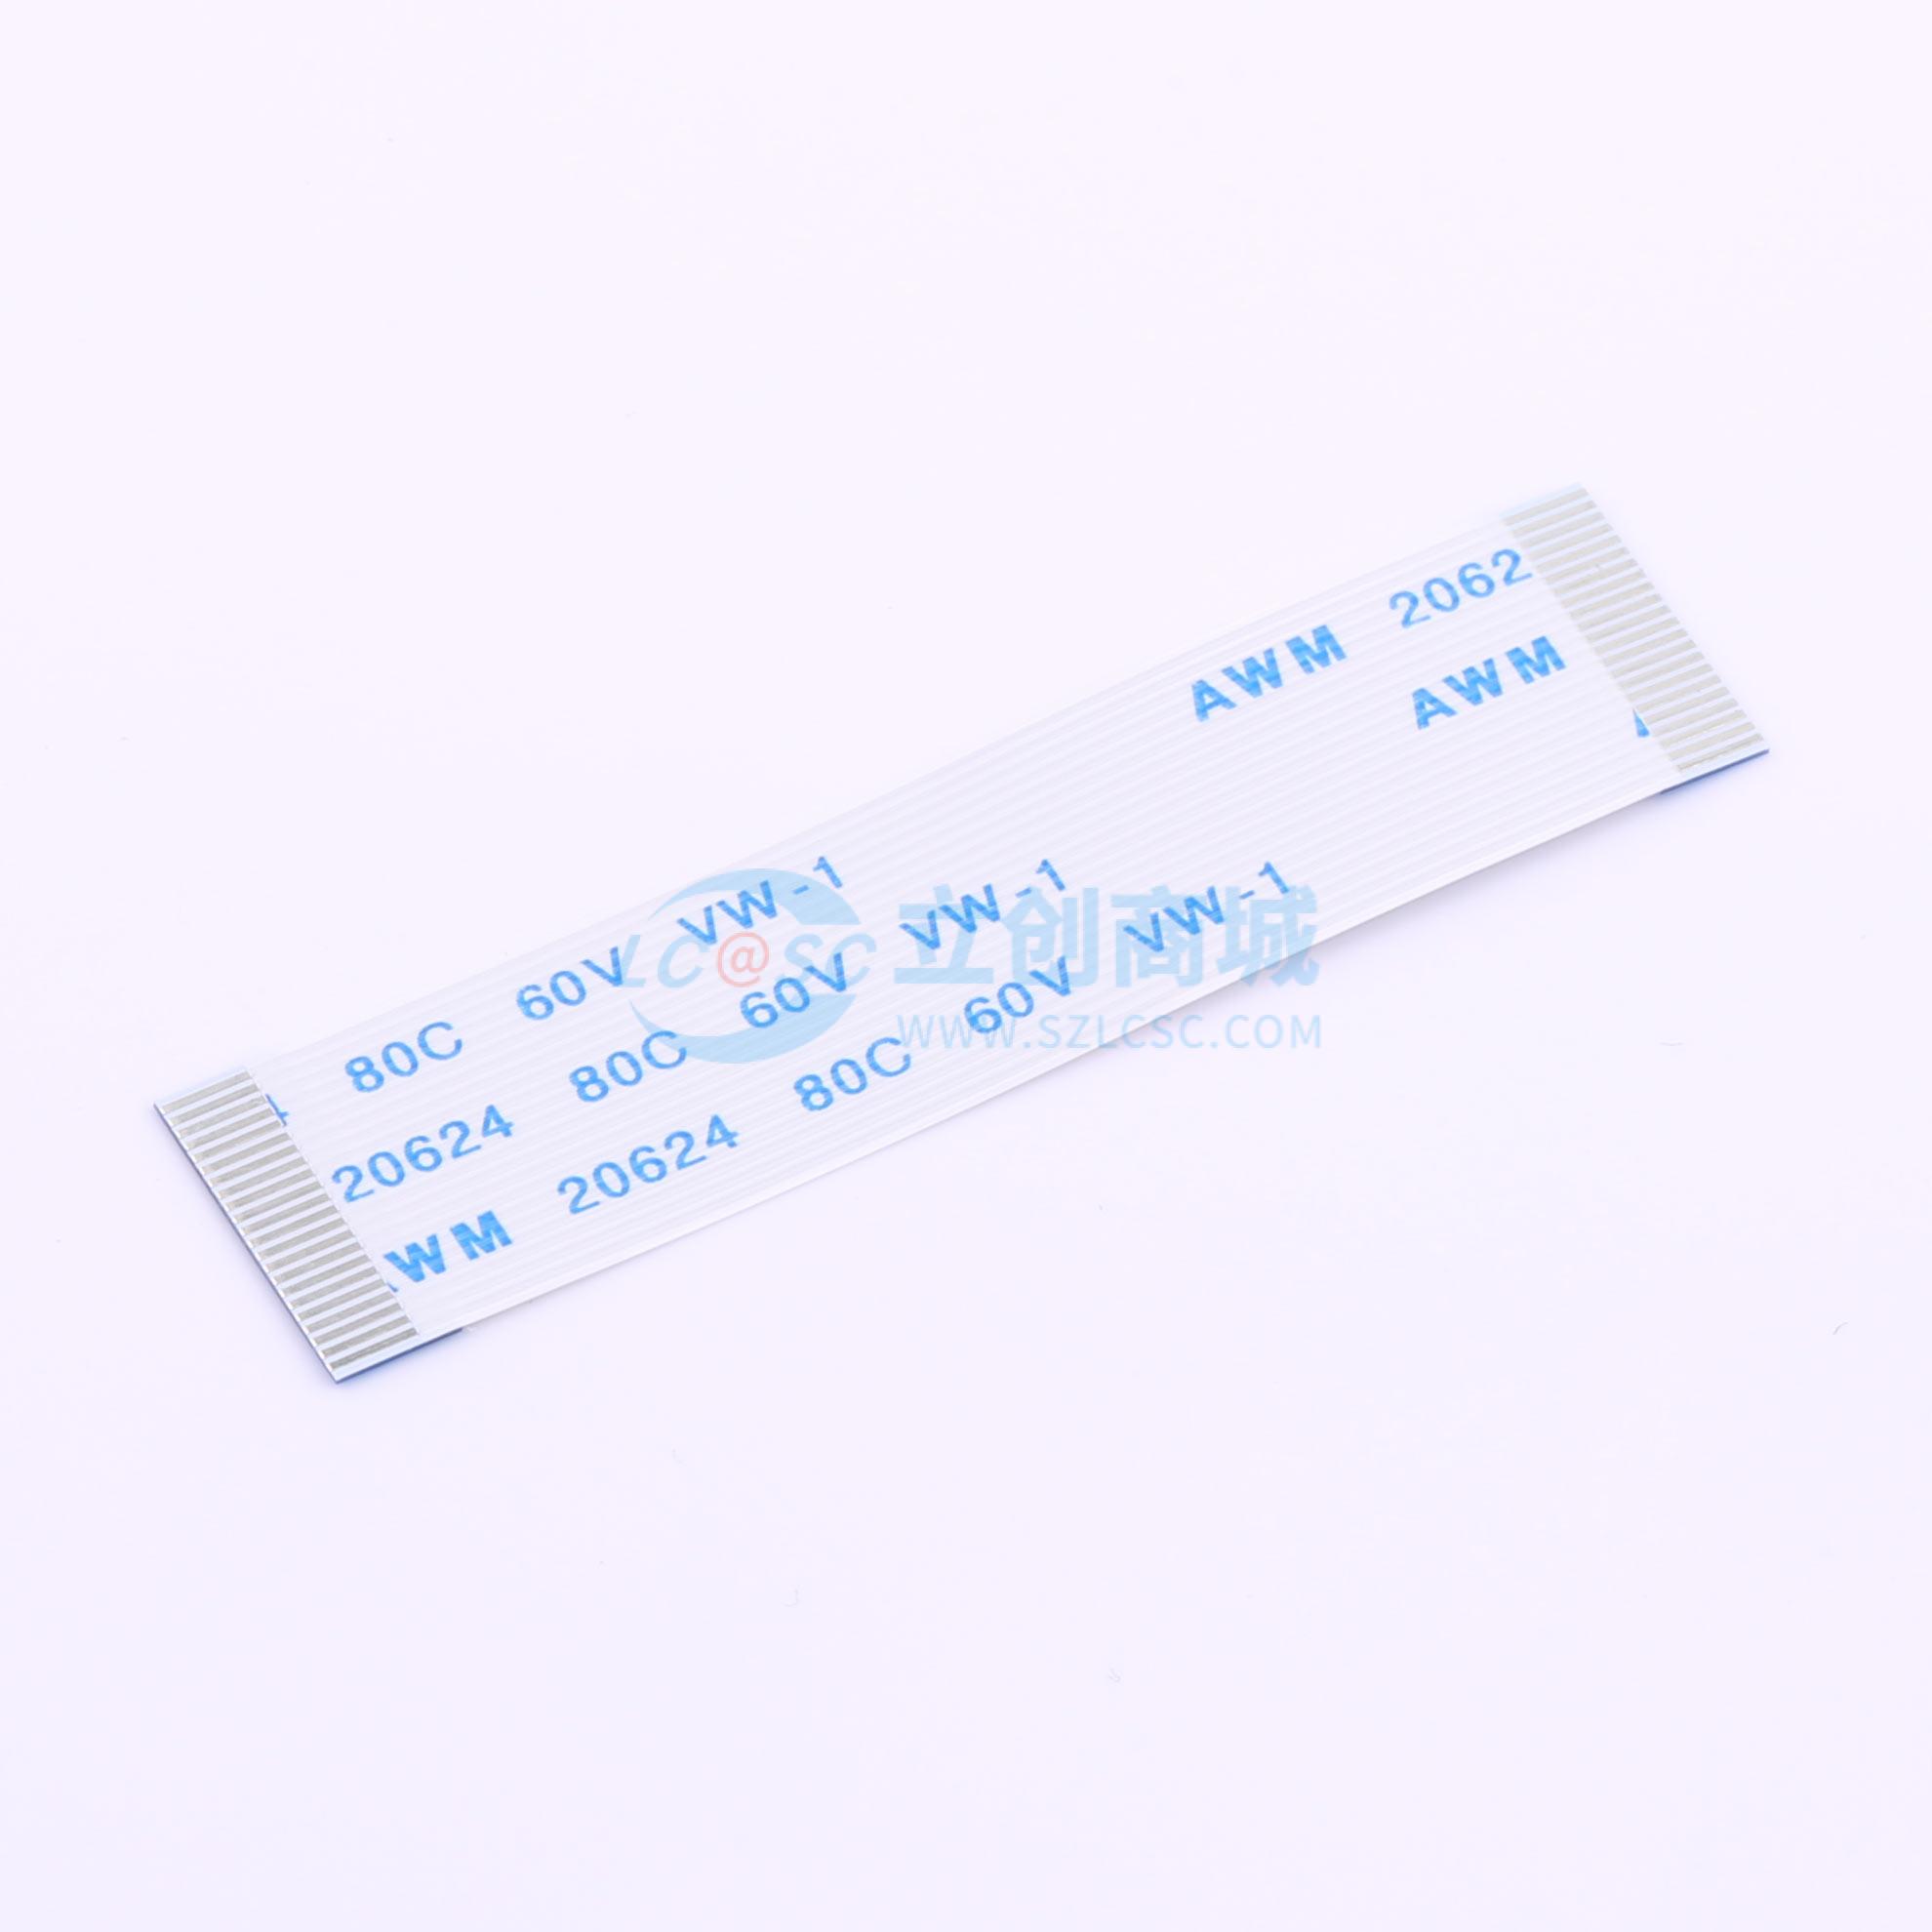 80C 60V VW-1 AWM 2062
20624 80C 60V VW-1 AWM
WM 20624 80C 60V VW-1
LC@SC 立创商城
WWW.SZLCSC.COM